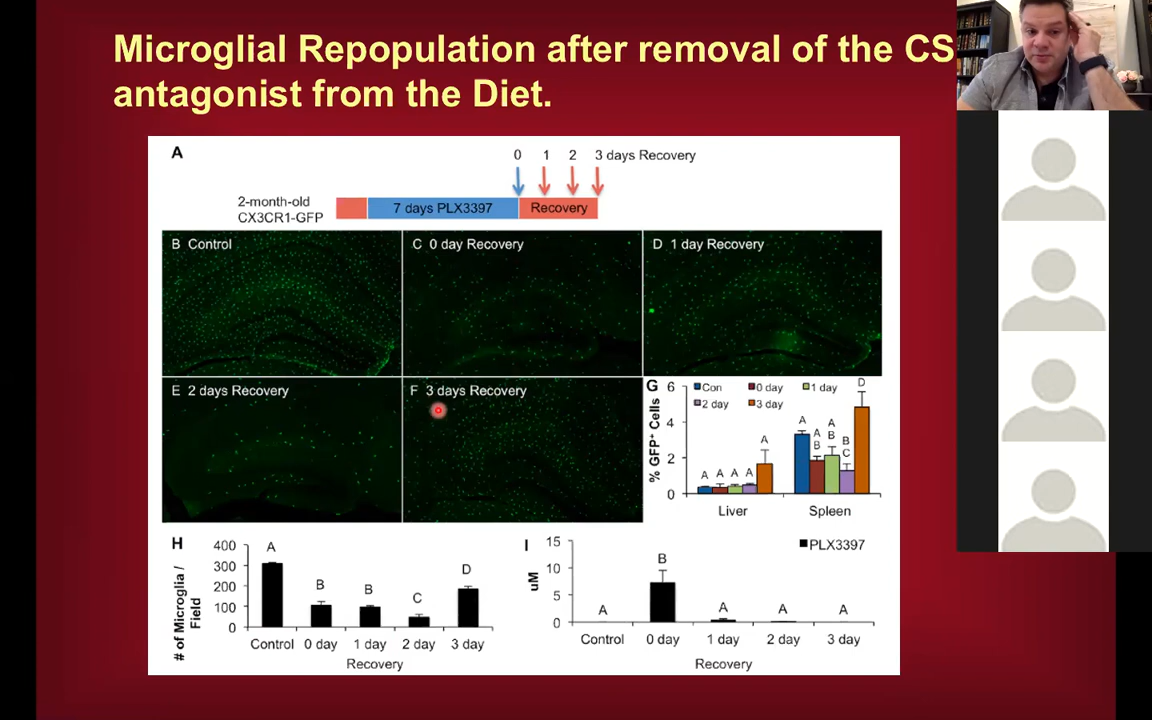 Microglial Repopulation after removal of the CS
antagonist from the Diet.
A
0 1 2 3 days Recovery
2-month-old
CX3CR1-GFP
7 days PLX3397
Recovery
B Control
C 0 day Recovery
D 1 day Recovery
E 2 days Recovery
F 3 days Recovery
G
% GFP+ Cells
6
4
2
0
Con
0 day
1 day
2 day
3 day
A A A A A
A
A B
A B
B C
D
Liver
Spleen
H
# of Microglia /
Field
400
300
200
100
0
A B B C D
Control 0 day 1 day 2 day 3 day
Recovery
I
uM
15
10
5
0
PLX3397
A B A A A
Control 0 day 1 day 2 day 3 day
Recovery